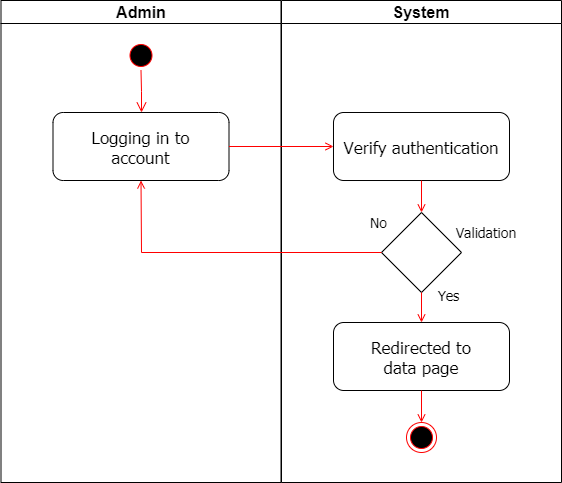 Admin
System
Logging in to
account
Verify authentication
No
Validation
Yes
Redirected to
data page